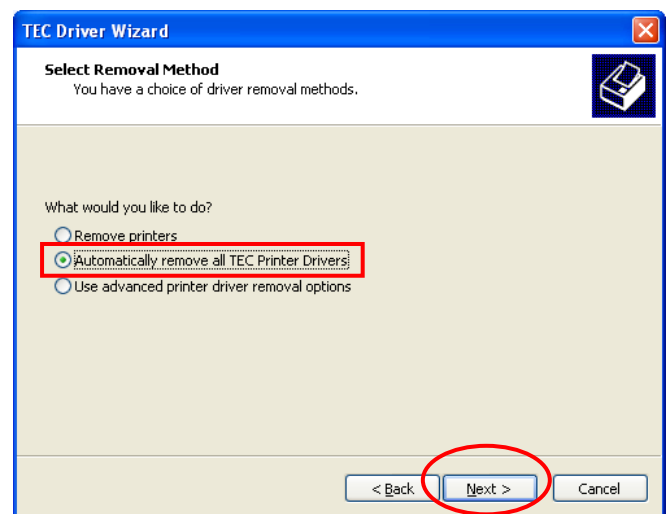 TEC Driver Wizard
Select Removal Method
You have a choice of driver removal methods.
What would you like to do?
Remove printers
Automatically remove all TEC Printer Drivers
Use advanced printer driver removal options
< Back Next > Cancel